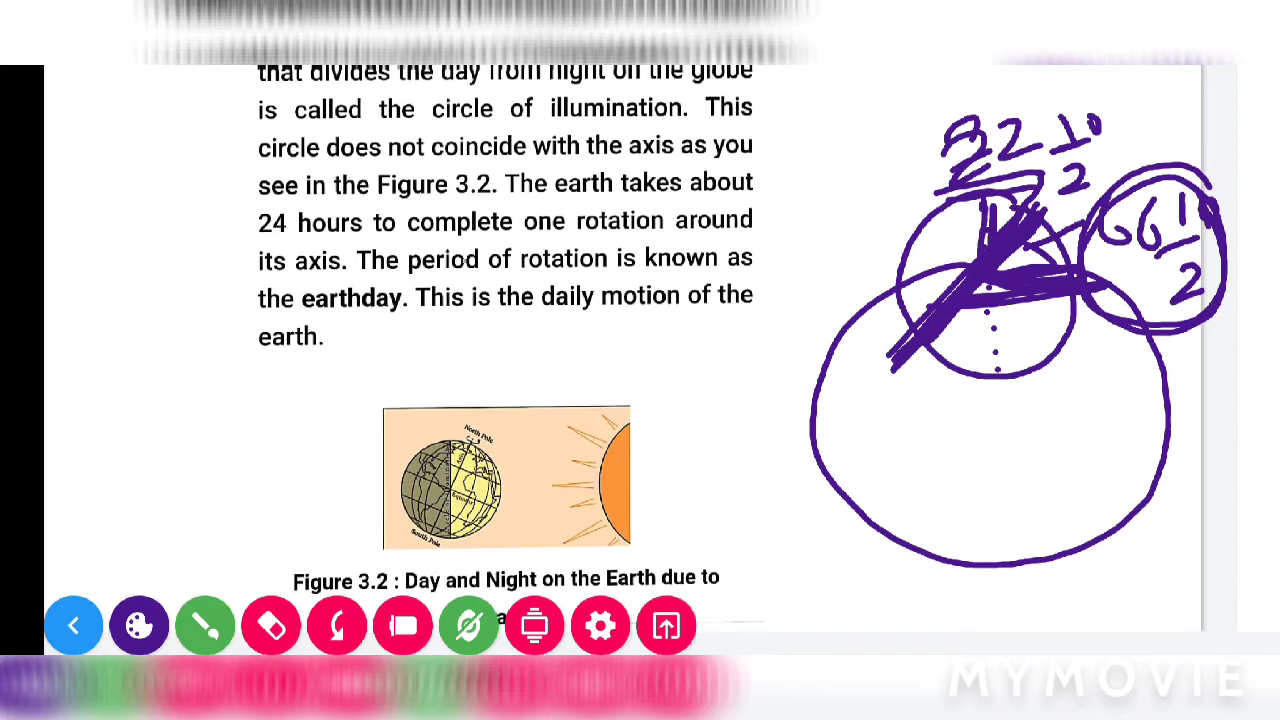 that divides the day from night on the globe
is called the circle of illumination. This
circle does not coincide with the axis as you
see in the Figure 3.2. The earth takes about
24 hours to complete one rotation around
its axis. The period of rotation is known as
the earthday. This is the daily motion of the
earth.
North Pole
Equator
South Pole
Figure 3.2 : Day and Night on the Earth due to
66 1/2
MYMOVIE